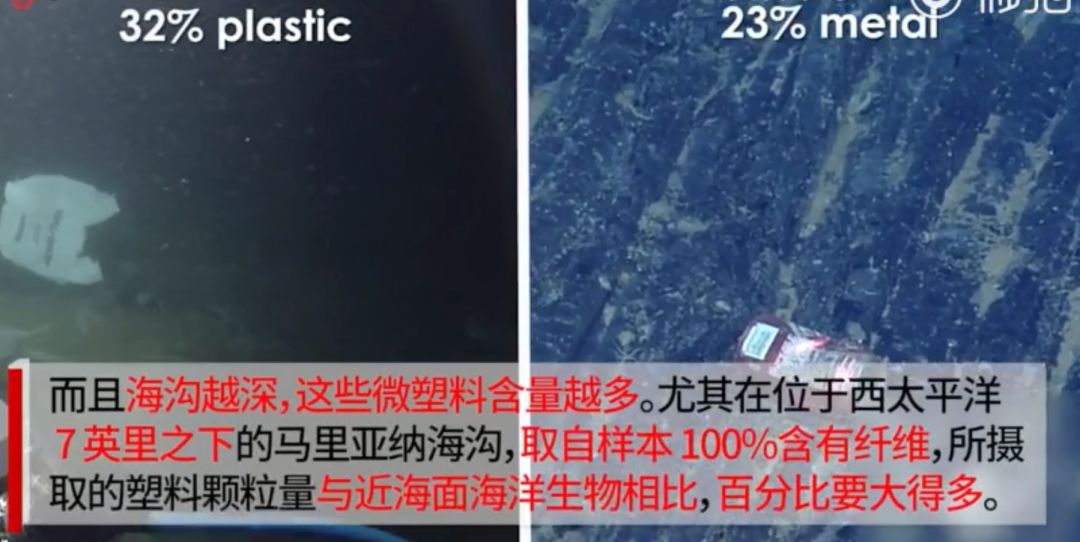 32% plastic
23% metal
秒拍
而且海沟越深,这些微塑料含量越多。尤其在位于西太平洋
7英里之下的马里亚纳海沟,取自样本100%含有纤维,所摄
取的塑料颗粒量与近海面海洋生物相比,百分比要大得多。